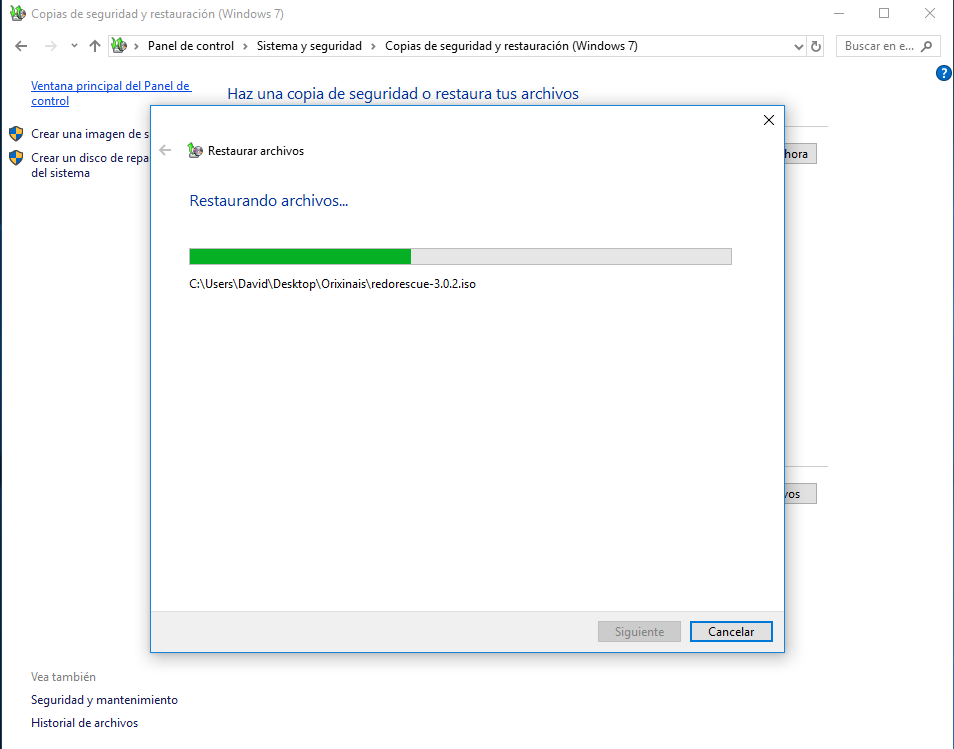 Copias de seguridad y restauración (Windows 7)
Panel de control > Sistema y seguridad > Copias de seguridad y restauración (Windows 7)
Buscar en e...
?
Ventana principal del Panel de
control
Haz una copia de seguridad o restaura tus archivos
Crear una imagen de s
hora
Crear un disco de repa
del sistema
Restaurar archivos
Restaurando archivos...
C:\Users\David\Desktop\Orixinais\redorescue-3.0.2.iso
vos
Siguiente
Cancelar
Vea también
Seguridad y mantenimiento
Historial de archivos